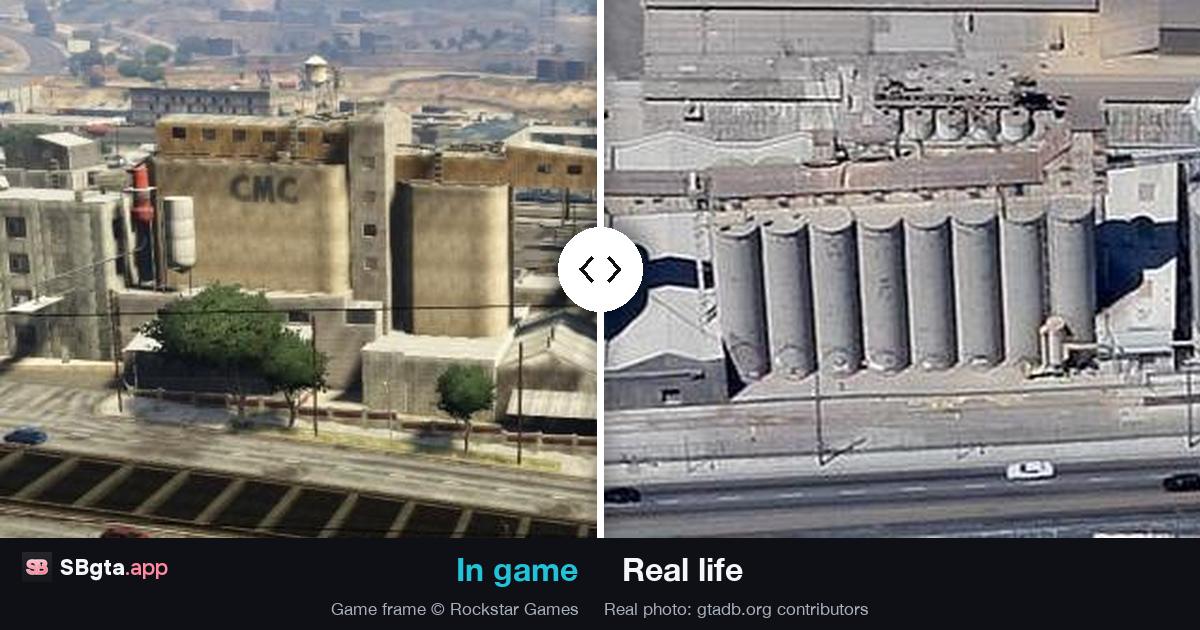 CMC
SB SBgta.app
In game Real life
Game frame © Rockstar Games Real photo: gtadb.org contributors